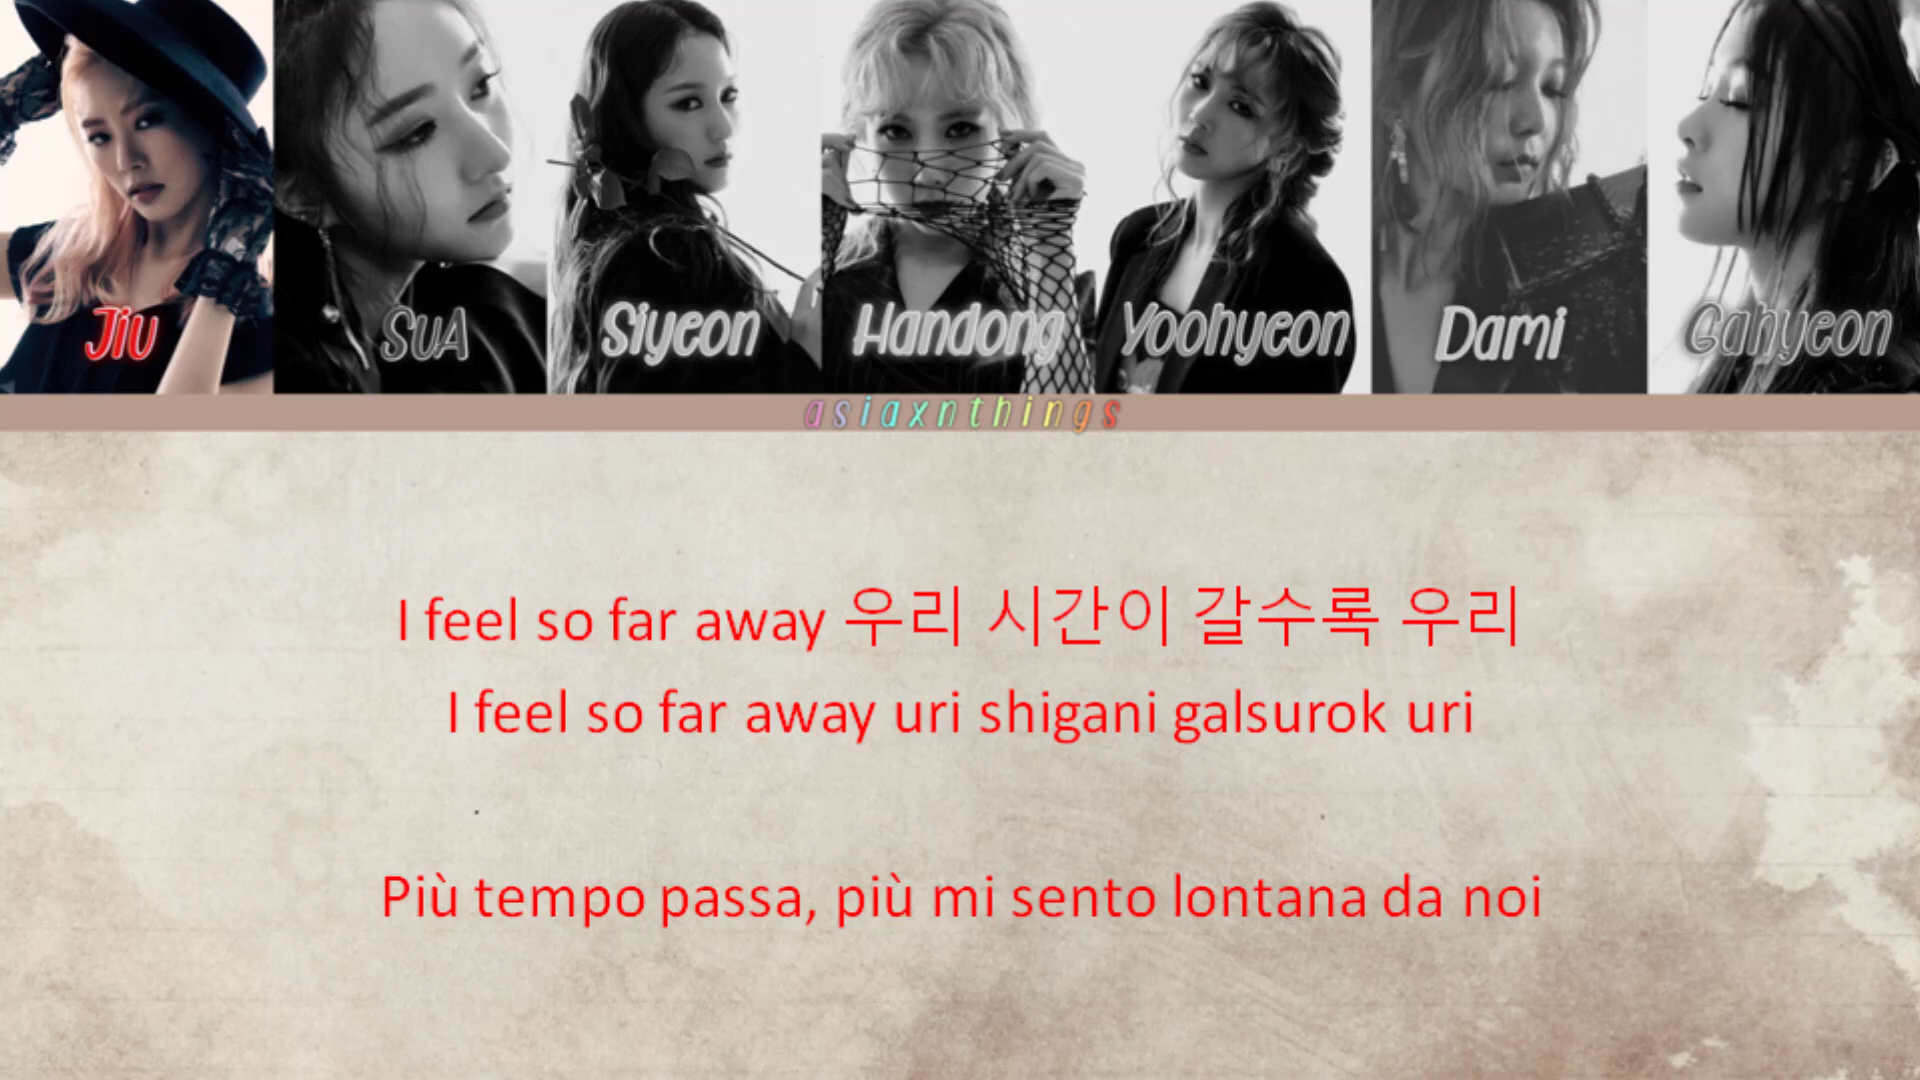 Jiu SuA Siyeon Handong Yoohyeon Dami Gahyeon
asiaxnthings
I feel so far away 우리 시간이 갈수록 우리
I feel so far away uri shigani galsurok uri
Più tempo passa, più mi sento lontana da noi